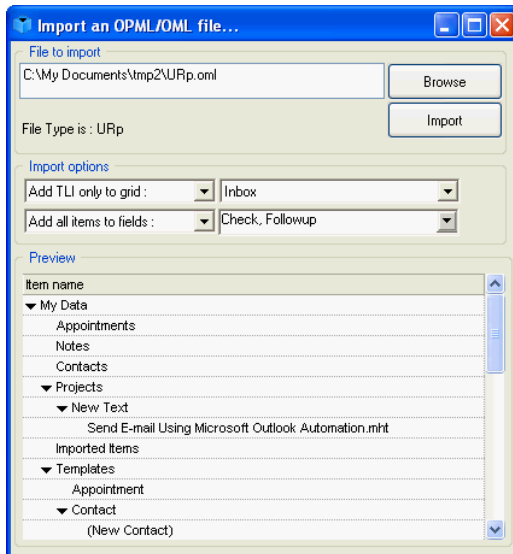 Import an OPML/OML file...
File to import
C:\My Documents\tmp2\URp.oml
Browse
File Type is : URp
Import
Import options
Add TLI only to grid :
Inbox
Add all items to fields :
Check, Followup
Preview
Item name
My Data
Appointments
Notes
Contacts
Projects
New Text
Send E-mail Using Microsoft Outlook Automation.mht
Imported Items
Templates
Appointment
Contact
(New Contact)